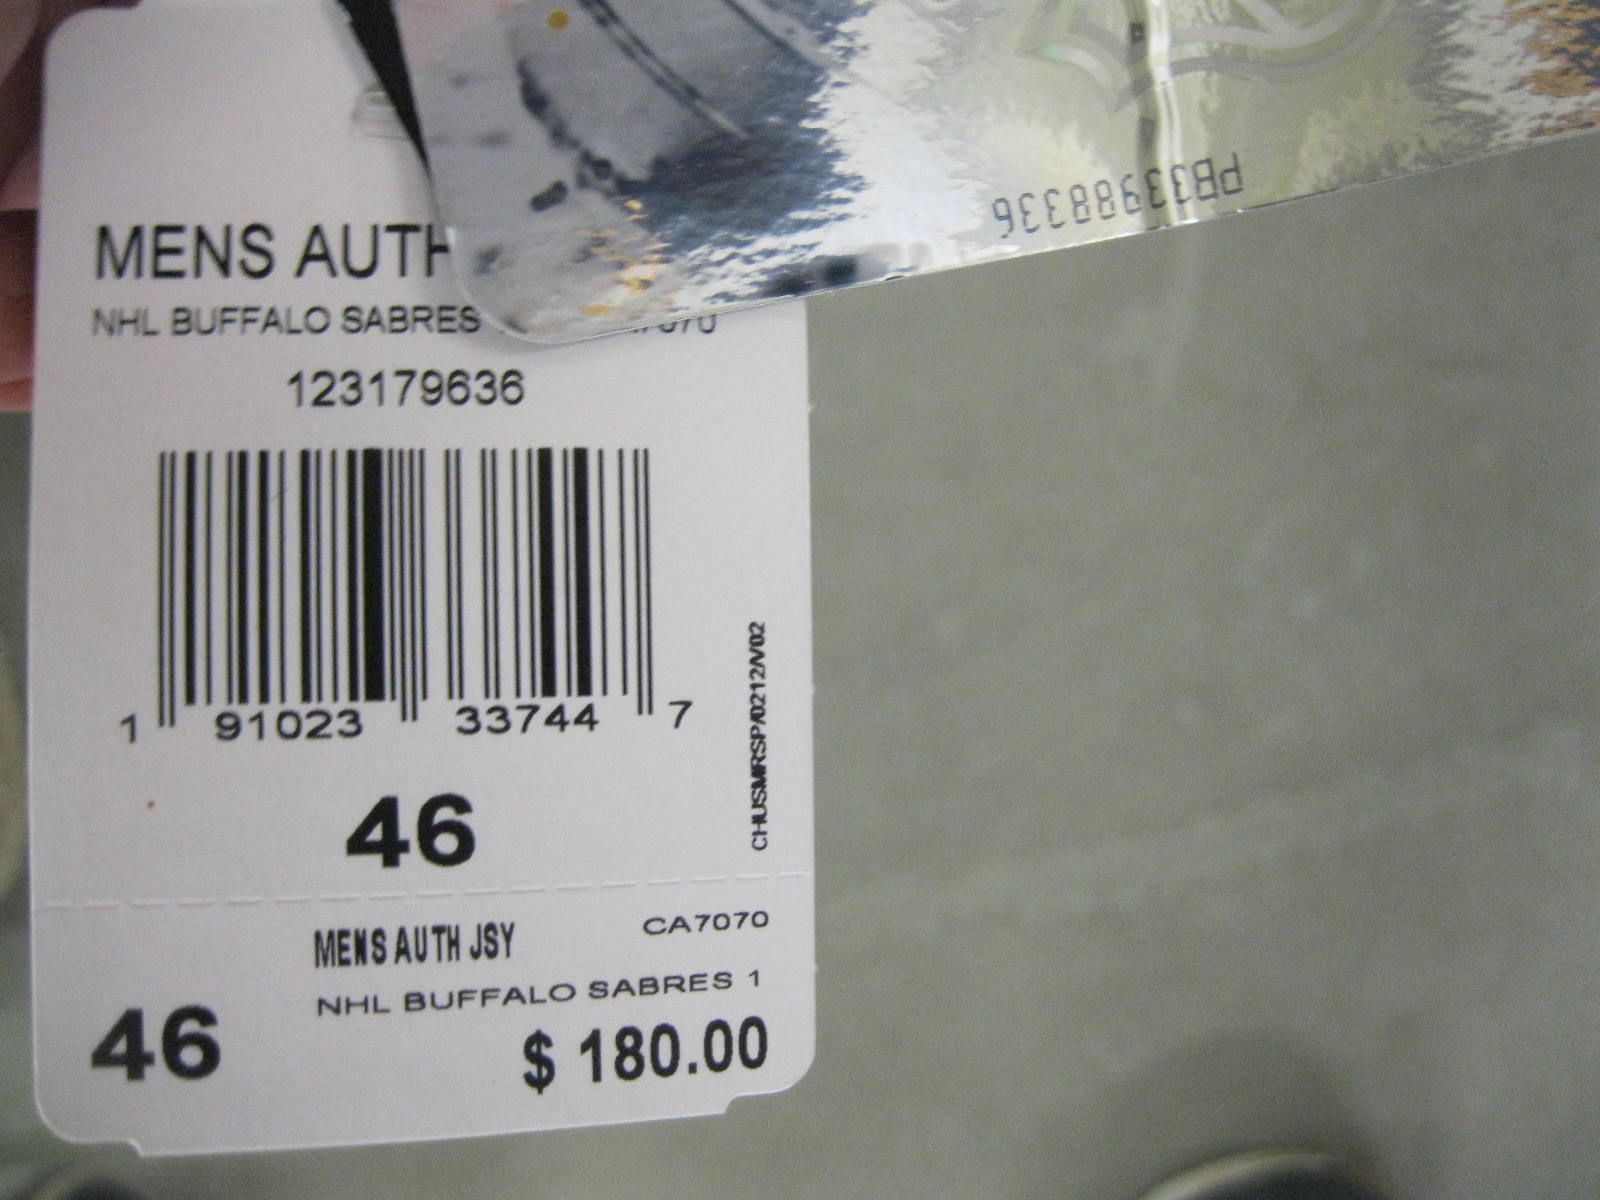 PB33988336
MENS AUTH
NHL BUFFALO SABRES
123179636
1 91023 33744 7
CHUSMRSP/0212/V02
46
MENS AUTH JSY CA7070
NHL BUFFALO SABRES 1
46 $ 180.00